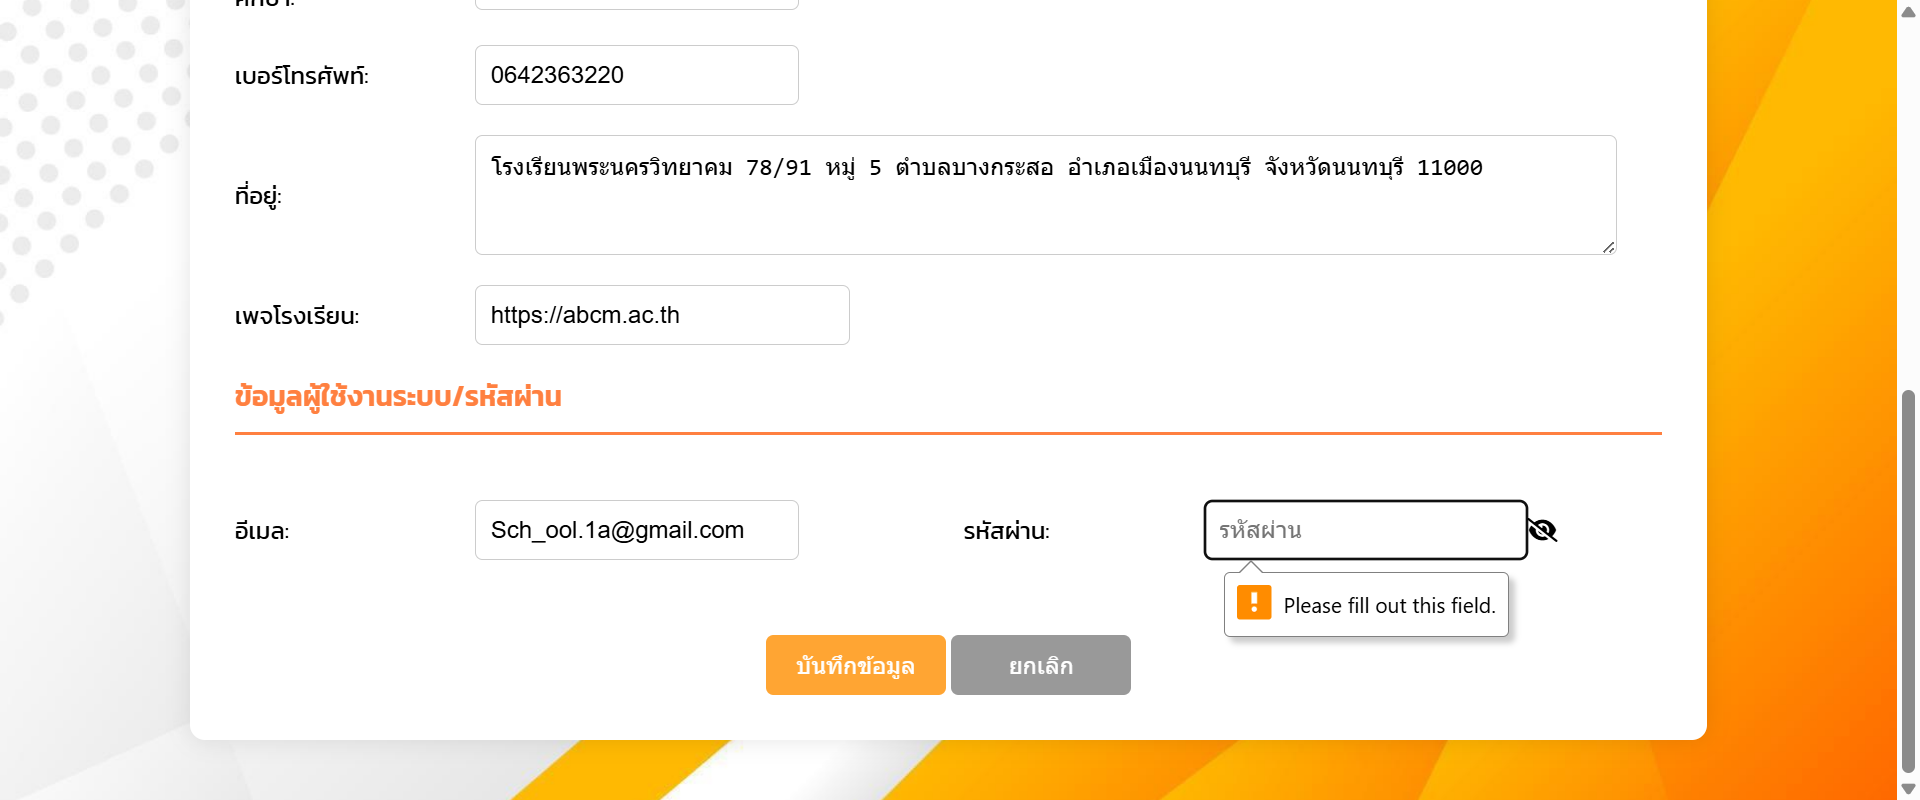 ศึกษา:
เบอร์โทรศัพท์:
0642363220
ที่อยู่:
โรงเรียนพระนครวิทยาคม 78/91 หมู่ 5 ตำบลบางกระสอ อำเภอเมืองนนทบุรี จังหวัดนนทบุรี 11000
เพจโรงเรียน:
https://abcm.ac.th
ข้อมูลผู้ใช้งานระบบ/รหัสผ่าน
อีเมล:
Sch_ool.1a@gmail.com
รหัสผ่าน:
รหัสผ่าน
Please fill out this field.
บันทึกข้อมูล
ยกเลิก